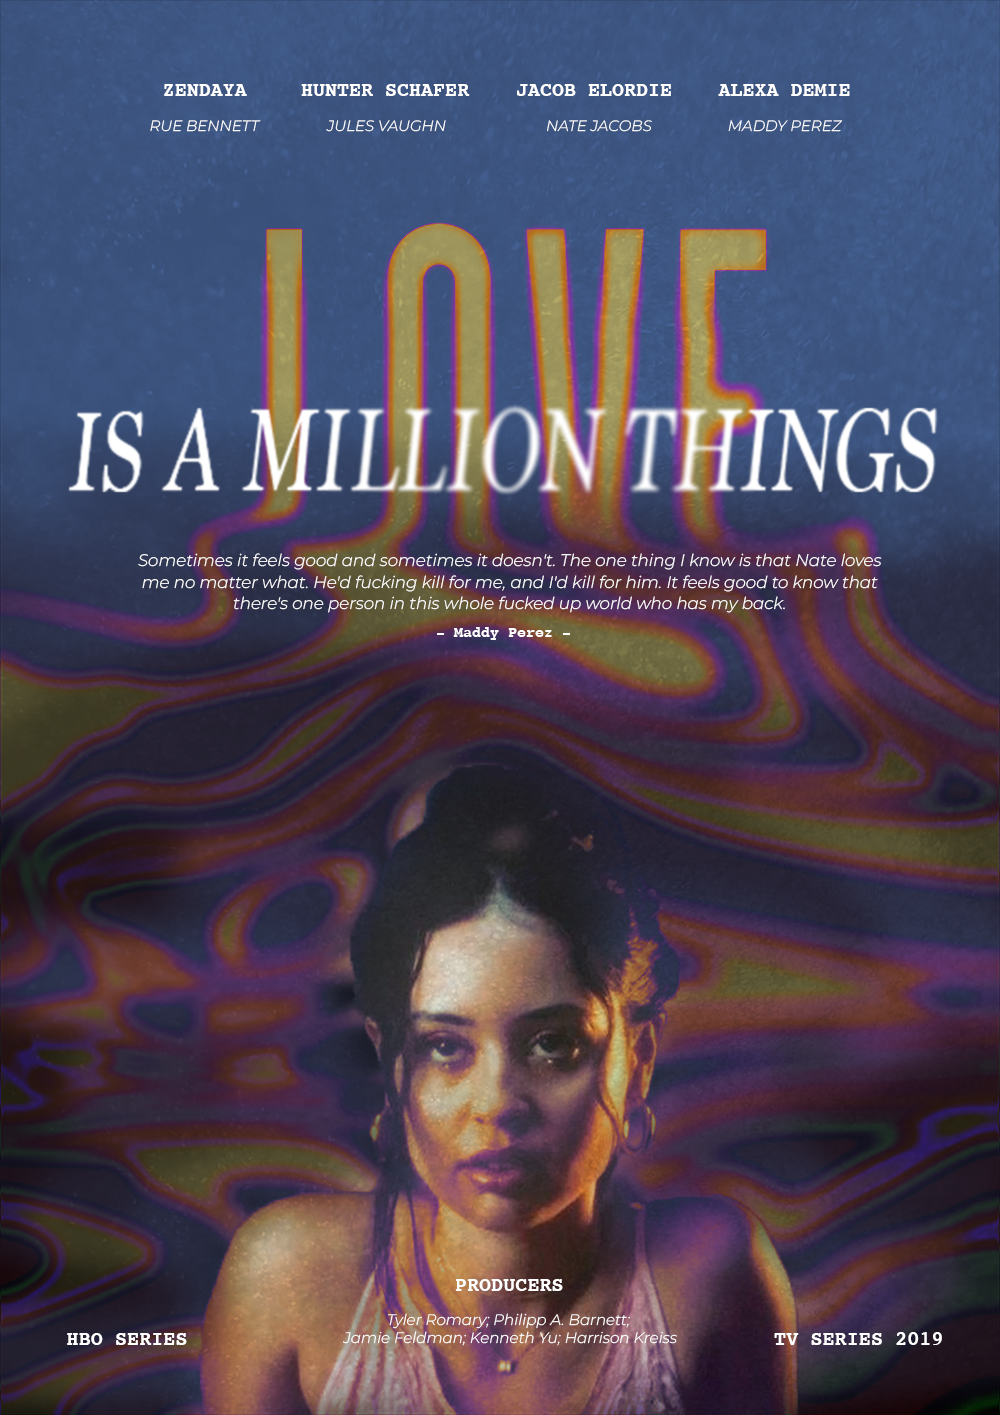 ZENDAYA HUNTER SCHAFER JACOB ELORDIE ALEXA DEMIE
RUE BENNETT JULES VAUGHN NATE JACOBS MADDY PEREZ
LOVE
IS A MILLION THINGS
Sometimes it feels good and sometimes it doesn't. The one thing I know is that Nate loves
me no matter what. He'd fucking kill for me, and I'd kill for him. It feels good to know that
there's one person in this whole fucked up world who has my back.
– Maddy Perez –
PRODUCERS
Tyler Romary; Philipp A. Barnett;
Jamie Feldman; Kenneth Yu; Harrison Kreiss
HBO SERIES TV SERIES 2019